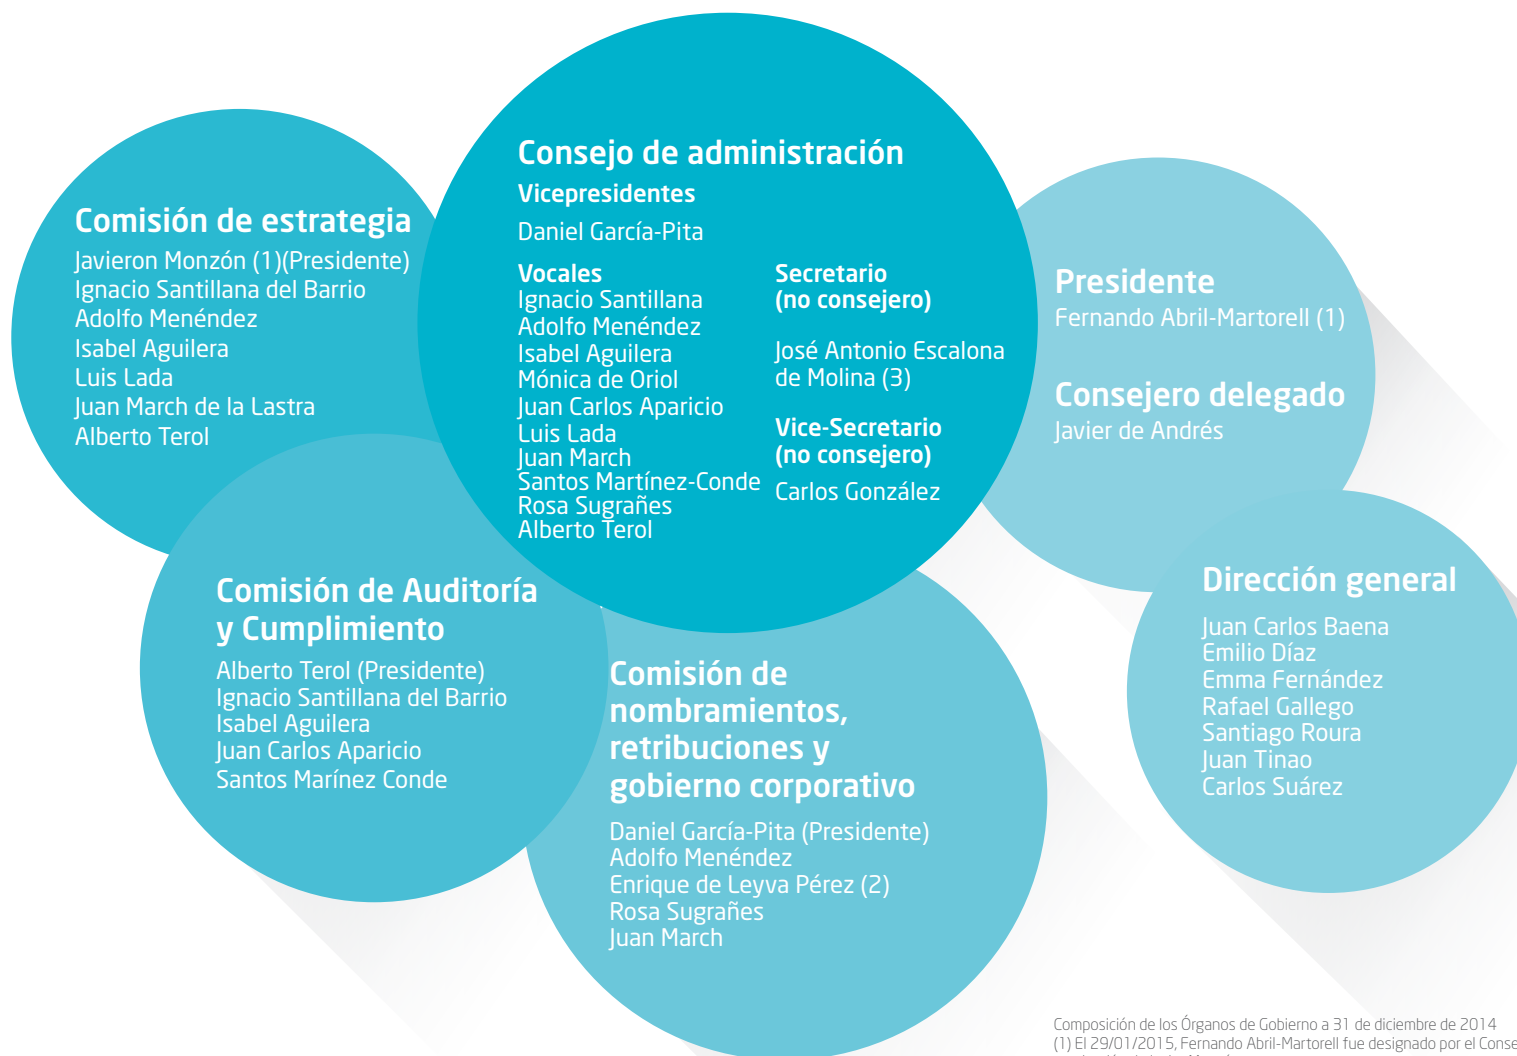 Consejo de administración
Vicepresidentes
Daniel García-Pita
Vocales
Ignacio Santillana
Adolfo Menéndez
Isabel Aguilera
Mónica de Oriol
Juan Carlos Aparicio
Luis Lada
Juan March
Santos Martínez-Conde
Rosa Sugrañes
Alberto Terol
Secretario
(no consejero)
José Antonio Escalona
de Molina (3)
Vice-Secretario
(no consejero)
Carlos González
Comisión de estrategia
Javieron Monzón (1)(Presidente)
Ignacio Santillana del Barrio
Adolfo Menéndez
Isabel Aguilera
Luis Lada
Juan March de la Lastra
Alberto Terol
Presidente
Fernando Abril-Martorell (1)
Consejero delegado
Javier de Andrés
Comisión de Auditoría
y Cumplimiento
Alberto Terol (Presidente)
Ignacio Santillana del Barrio
Isabel Aguilera
Juan Carlos Aparicio
Santos Marínez Conde
Comisión de
nombramientos,
retribuciones y
gobierno corporativo
Daniel García-Pita (Presidente)
Adolfo Menéndez
Enrique de Leyva Pérez (2)
Rosa Sugrañes
Juan March
Dirección general
Juan Carlos Baena
Emilio Díaz
Emma Fernández
Rafael Gallego
Santiago Roura
Juan Tinao
Carlos Suárez
Composición de los Órganos de Gobierno a 31 de diciembre de 2014
(1) El 29/01/2015, Fernando Abril-Martorell fue designado por el Conse